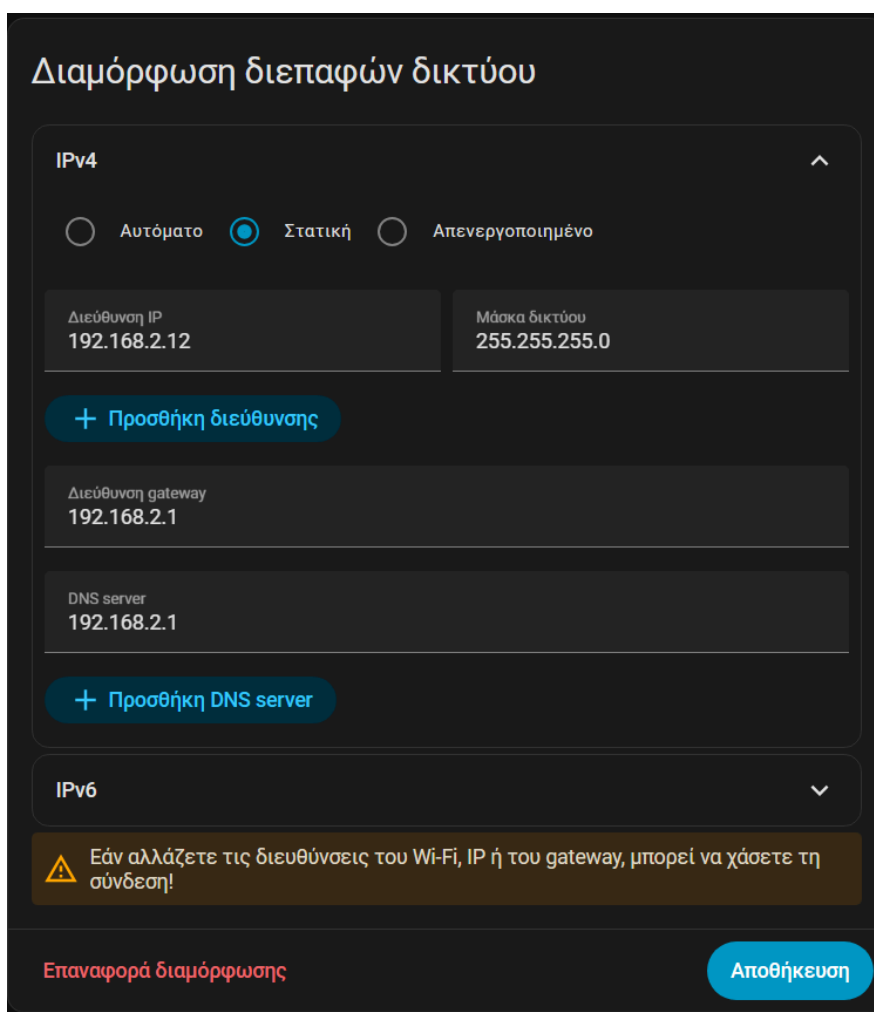 Διαμόρφωση διεπαφών δικτύου
IPv4
Αυτόματο Στατική Απενεργοποιημένο
Διεύθυνση IP Μάσκα δικτύου
192.168.2.12 255.255.255.0
Προσθήκη διεύθυνσης
Διεύθυνση gateway
192.168.2.1
DNS server
192.168.2.1
Προσθήκη DNS server
IPv6
Εάν αλλάζετε τις διευθύνσεις του Wi-Fi, IP ή του gateway, μπορεί να χάσετε τη
σύνδεση!
Επαναφορά διαμόρφωσης Αποθήκευση